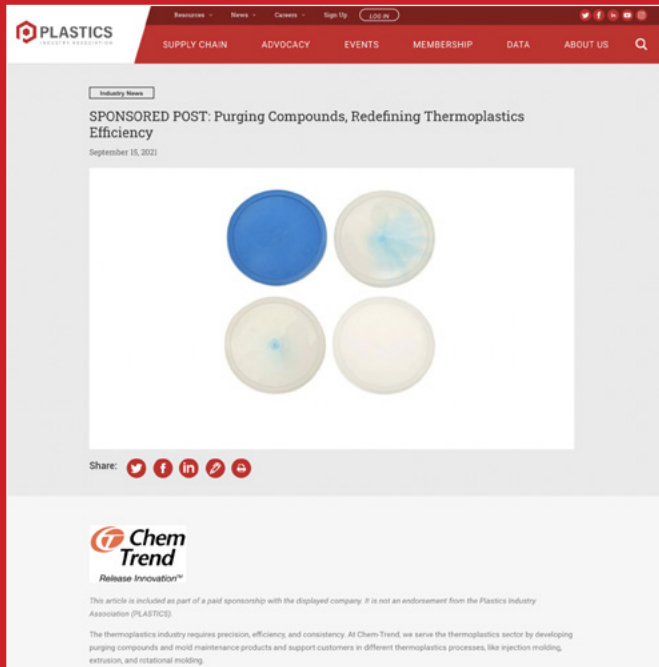 Resources News Careers Sign Up LOG IN
PLASTICS
INDUSTRY ASSOCIATION
SUPPLY CHAIN ADVOCACY EVENTS MEMBERSHIP DATA ABOUT US
Industry News
SPONSORED POST: Purging Compounds, Redefining Thermoplastics
Efficiency
September 15, 2021
Share:
Chem
Trend
Release Innovation™
This article is included as part of a paid sponsorship with the displayed company. It is not an endorsement from the Plastics Industry
Association (PLASTICS).
The thermoplastics industry requires precision, efficiency, and consistency. At Chem-Trend, we serve the thermoplastics sector by developing
purging compounds and mold maintenance products and support customers in different thermoplastics processes, like injection molding,
extrusion, and rotational molding.